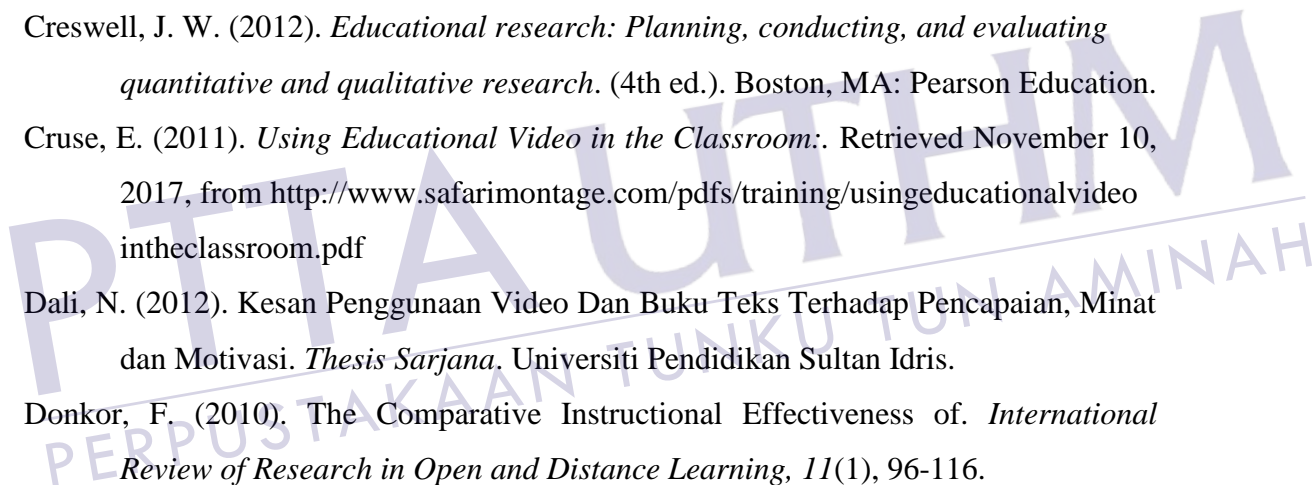 Creswell, J. W. (2012). Educational research: Planning, conducting, and evaluating
quantitative and qualitative research. (4th ed.). Boston, MA: Pearson Education.
Cruse, E. (2011). Using Educational Video in the Classroom:. Retrieved November 10,
2017, from http://www.safarimontage.com/pdfs/training/usingeducationalvideo
intheclassroom.pdf
Dali, N. (2012). Kesan Penggunaan Video Dan Buku Teks Terhadap Pencapaian, Minat
dan Motivasi. Thesis Sarjana. Universiti Pendidikan Sultan Idris.
Donkor, F. (2010). The Comparative Instructional Effectiveness of. International
Review of Research in Open and Distance Learning, 11(1), 96-116.
PTTA UTHM
PERPUSTAKAAN TUNKU TUN AMINAH